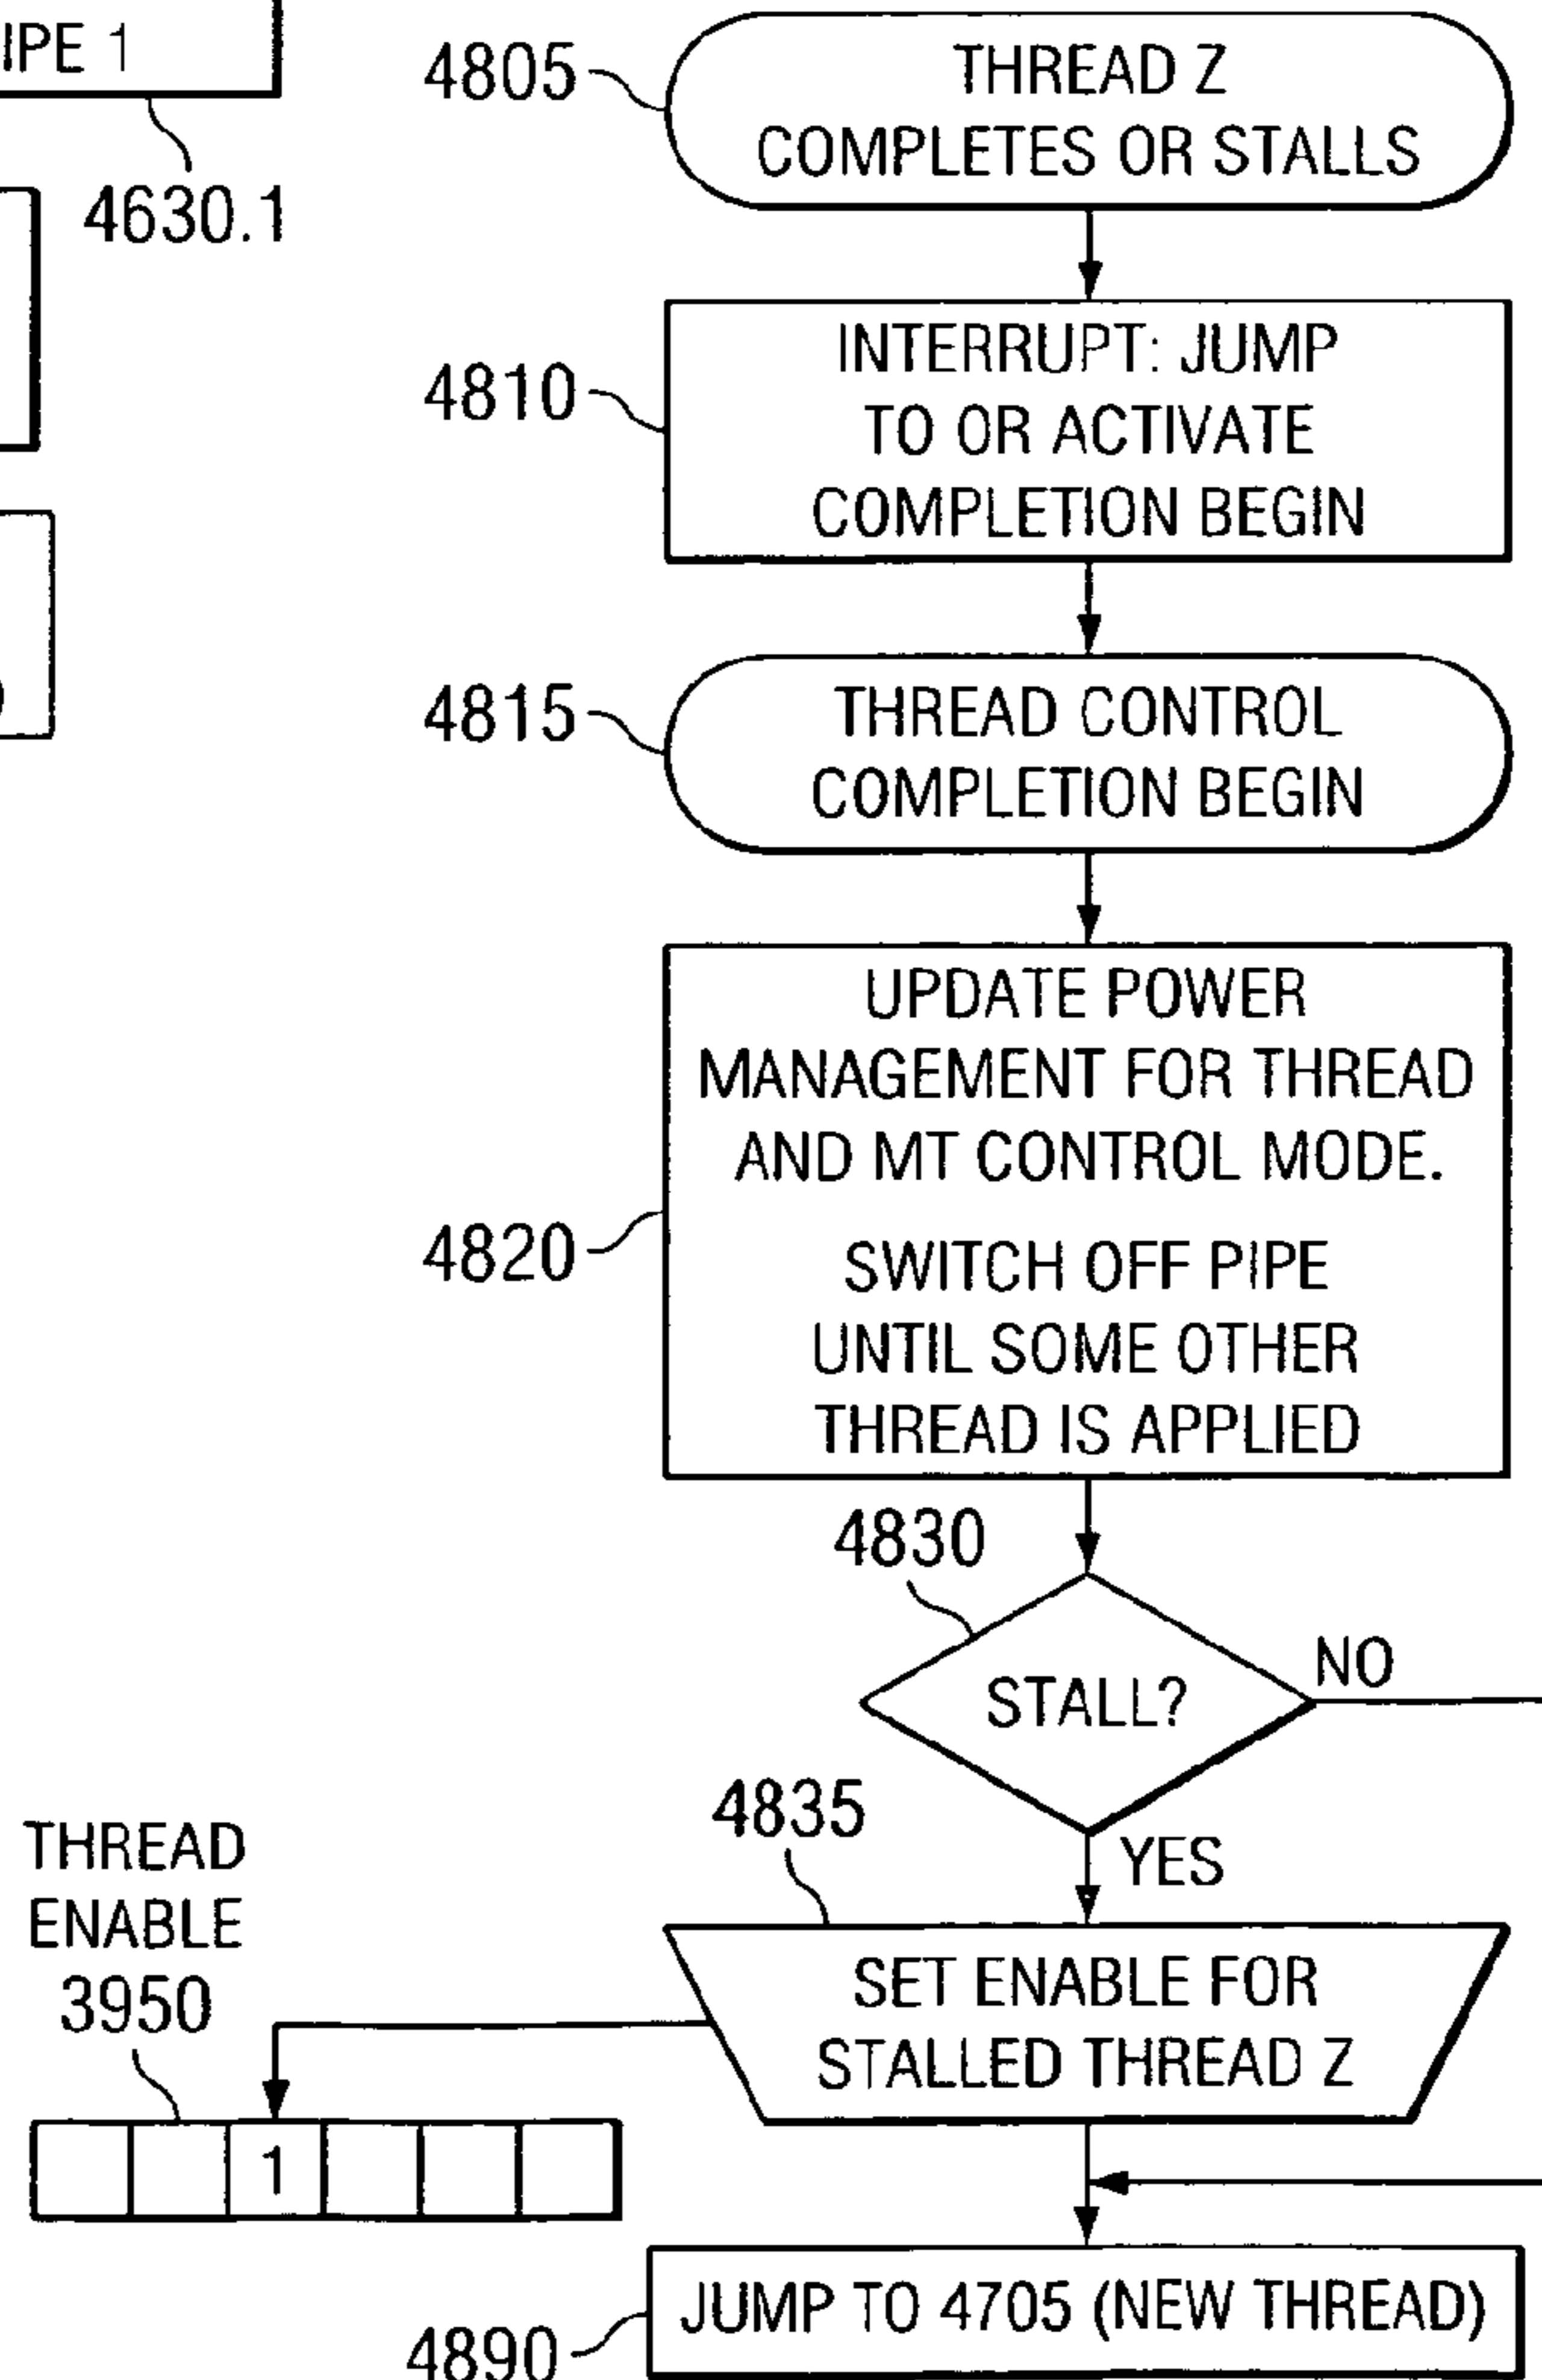 IPE 1
4630.1
4805
THREAD Z
COMPLETES OR STALLS
4810
INTERRUPT: JUMP
TO OR ACTIVATE
COMPLETION BEGIN
4815
THREAD CONTROL
COMPLETION BEGIN
4820
UPDATE POWER
MANAGEMENT FOR THREAD
AND MT CONTROL MODE.
SWITCH OFF PIPE
UNTIL SOME OTHER
THREAD IS APPLIED
4830
STALL?
NO
YES
4835
SET ENABLE FOR
STALLED THREAD Z
THREAD
ENABLE
3950
1
4890
JUMP TO 4705 (NEW THREAD)